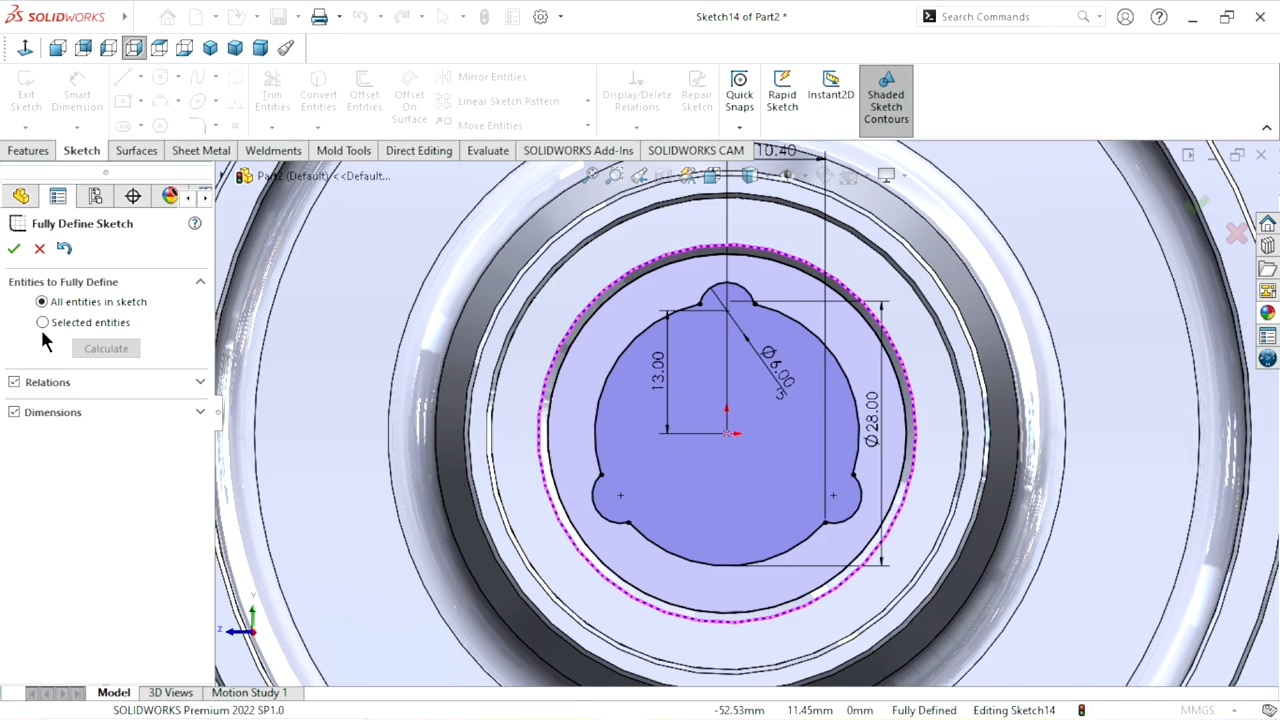 SOLIDWORKS
Sketch14 of Part2 *
Search Commands
Exit Sketch
Smart Dimension
Trim Entities
Convert Entities
Offset Entities
Offset On Surface
Mirror Entities
Linear Sketch Pattern
Move Entities
Display/Delete Relations
Repair Sketch
Quick Snaps
Rapid Sketch
Instant2D
Shaded Sketch Contours
Features Sketch Surfaces Sheet Metal Weldments Mold Tools Direct Editing Evaluate SOLIDWORKS Add-Ins SOLIDWORKS CAM
10.40
Part2 (Default) <<Default...
Fully Define Sketch
Entities to Fully Define
All entities in sketch
Selected entities
Calculate
Relations
Dimensions
13.00
Ø6.00
Ø28.00
Y
Z
Model 3D Views Motion Study 1
SOLIDWORKS Premium 2022 SP1.0
-52.53mm 11.45mm 0mm Fully Defined Editing Sketch14 MMGS